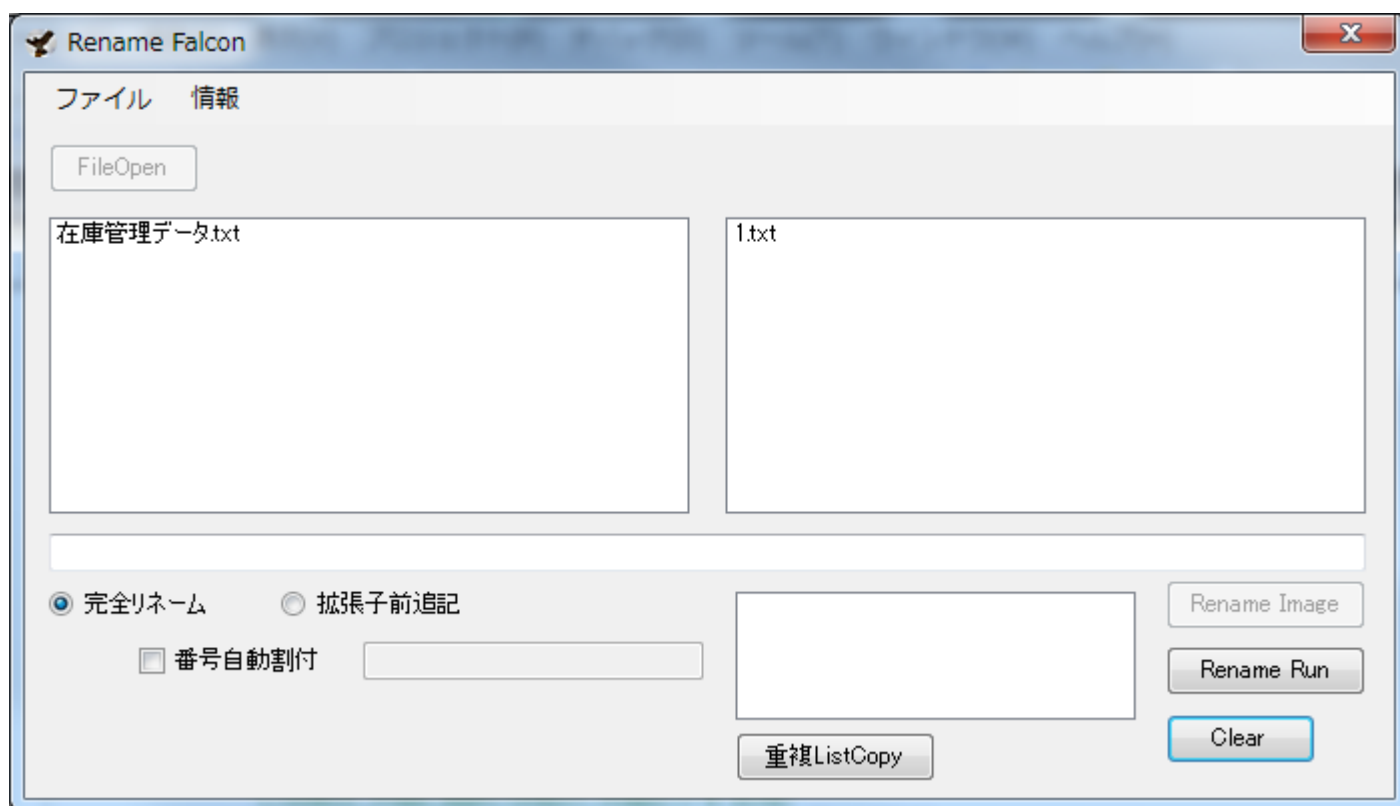 Rename Falcon
ファイル 情報
FileOpen
在庫管理データ.txt
1.txt
完全リネーム 拡張子前追記
Rename Image
番号自動割付
Rename Run
Clear
重複ListCopy